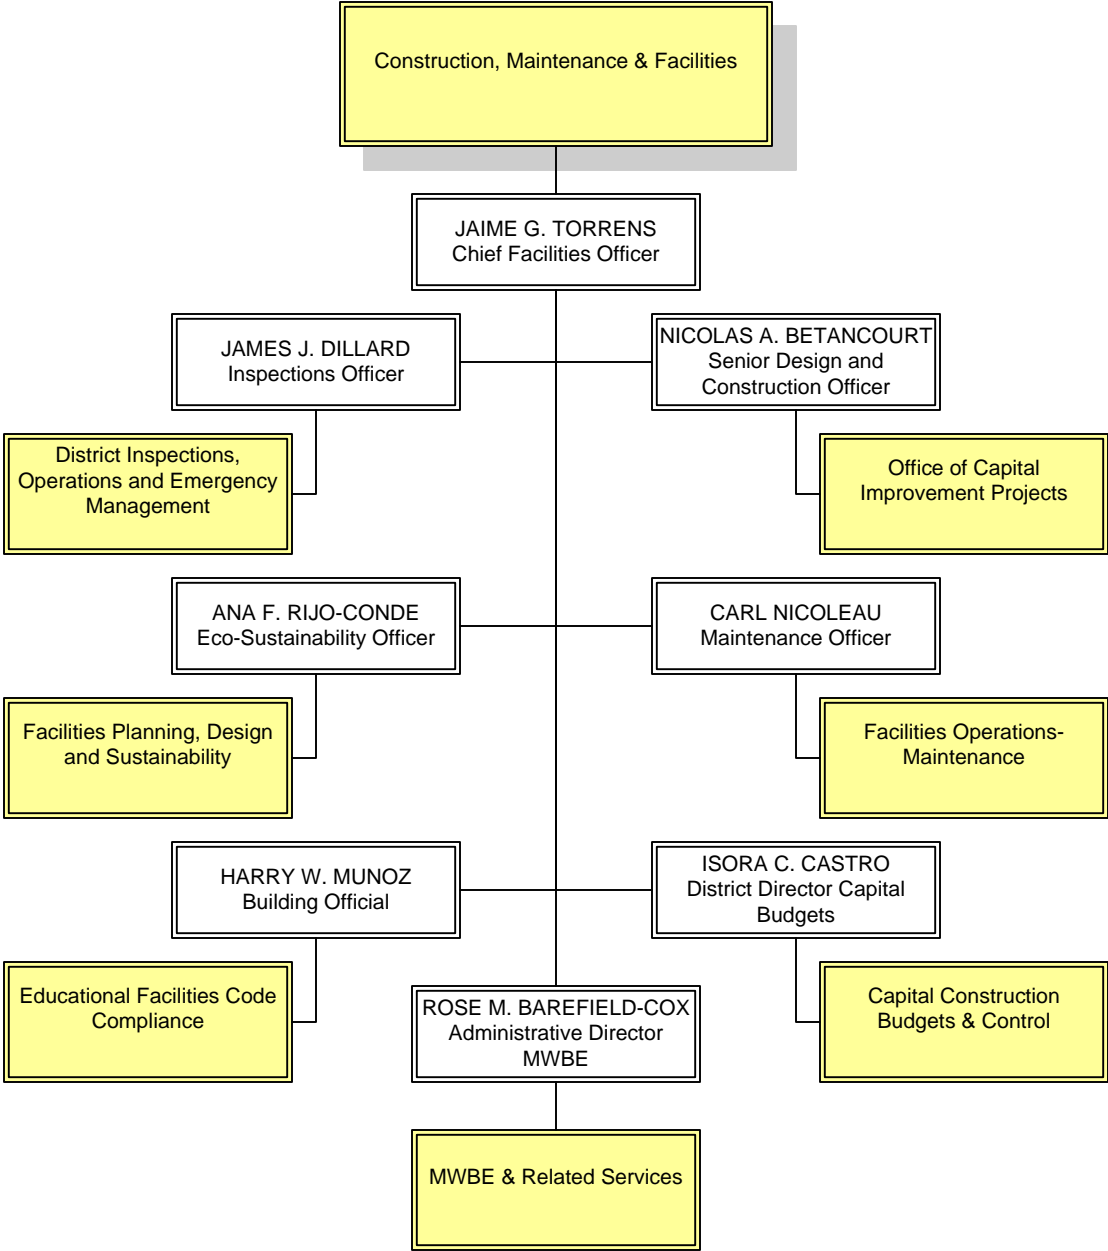 Construction, Maintenance & Facilities
JAIME G. TORRENS
Chief Facilities Officer
JAMES J. DILLARD
Inspections Officer
NICOLAS A. BETANCOURT
Senior Design and
Construction Officer
District Inspections,
Operations and Emergency
Management
Office of Capital
Improvement Projects
ANA F. RIJO-CONDE
Eco-Sustainability Officer
CARL NICOLEAU
Maintenance Officer
Facilities Planning, Design
and Sustainability
Facilities Operations-
Maintenance
HARRY W. MUNOZ
Building Official
ISORA C. CASTRO
District Director Capital
Budgets
Educational Facilities Code
Compliance
ROSE M. BAREFIELD-COX
Administrative Director
MWBE
Capital Construction
Budgets & Control
MWBE & Related Services